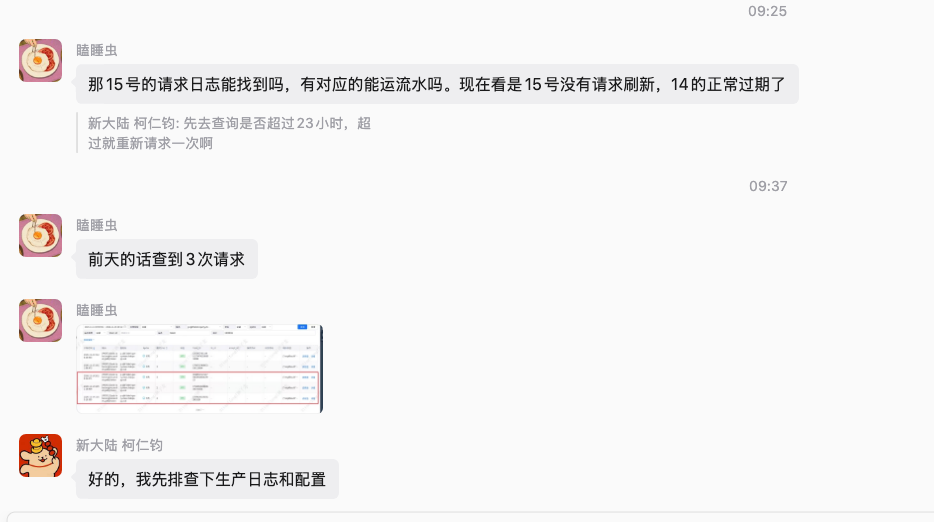 09:25
瞌睡虫
那15号的请求日志能找到吗，有对应的能运流水吗。现在看是15号没有请求刷新，14的正常过期了
新大陆 柯仁钧: 先去查询是否超过23小时，超
过就重新请求一次啊
09:37
瞌睡虫
前天的话查到3次请求
瞌睡虫
新大陆 柯仁钧
好的，我先排查下生产日志和配置